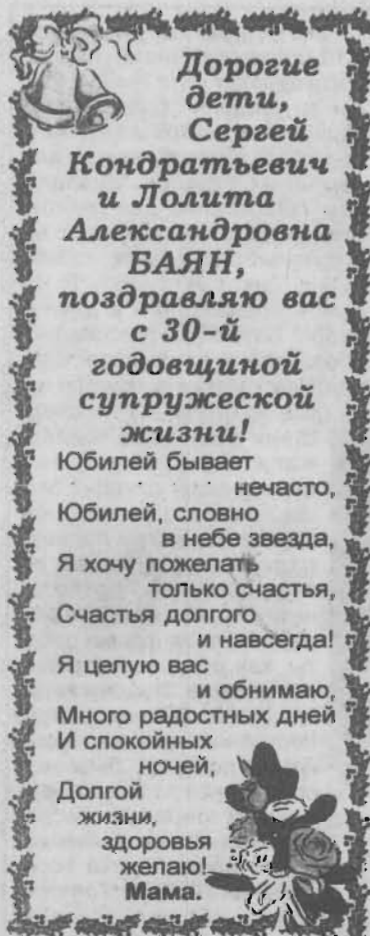 Дорогие
дети,
Сергей
Кондратьевич
и Лолита
Александровна
БАЯН,
поздравляю вас
с 30-й
годовщиной
супружеской
жизни!
Юбилей бывает
нечасто,
Юбилей, словно
в небе звезда,
Я хочу пожелать
только счастья,
Счастья долгого
и навсегда!
Я целую вас
и обнимаю,
Много радостных дней
И спокойных
ночей,
Долгой
жизни,
здоровья
желаю!
Мама.